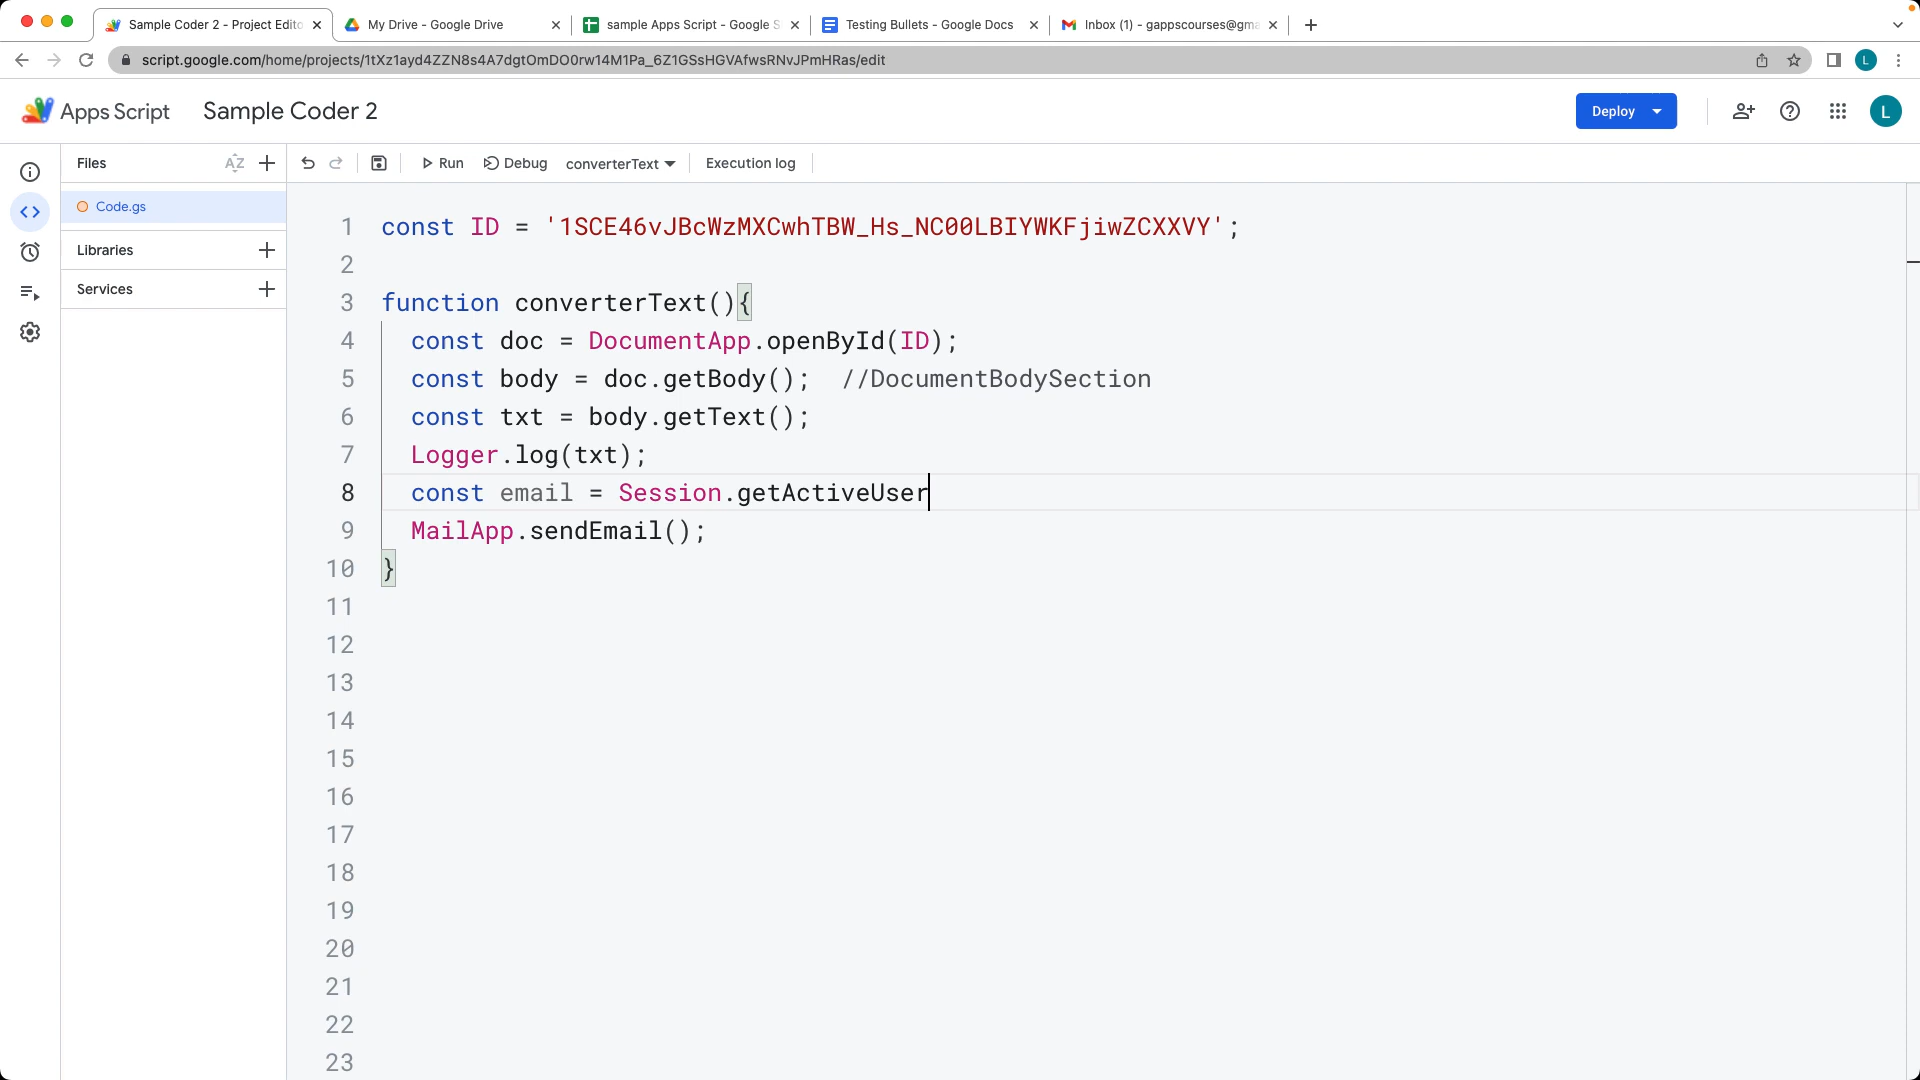 Sample Coder 2 - Project Edito
My Drive - Google Drive
sample Apps Script - Google S
Testing Bullets - Google Docs
Inbox (1) - gappscourses@gma
script.google.com/home/projects/1tXz1ayd4ZZN8s4A7dgtOmDO0rw14M1Pa_6Z1GSsHGVAfwsRNvJPmHRas/edit
L
Apps Script
Sample Coder 2
Deploy
L
Files
AZ
Run
Debug
converterText
Execution log
Code.gs
Libraries
Services
1 const ID = '1SCE46vJBcWzMXCwhTBW_Hs_NC00LBIYWKFjiwZCXXVY';
2
3 function converterText(){
4 const doc = DocumentApp.openById(ID);
5 const body = doc.getBody(); //DocumentBodySection
6 const txt = body.getText();
7 Logger.log(txt);
8 const email = Session.getActiveUser
9 MailApp.sendEmail();
10 }
11
12
13
14
15
16
17
18
19
20
21
22
23